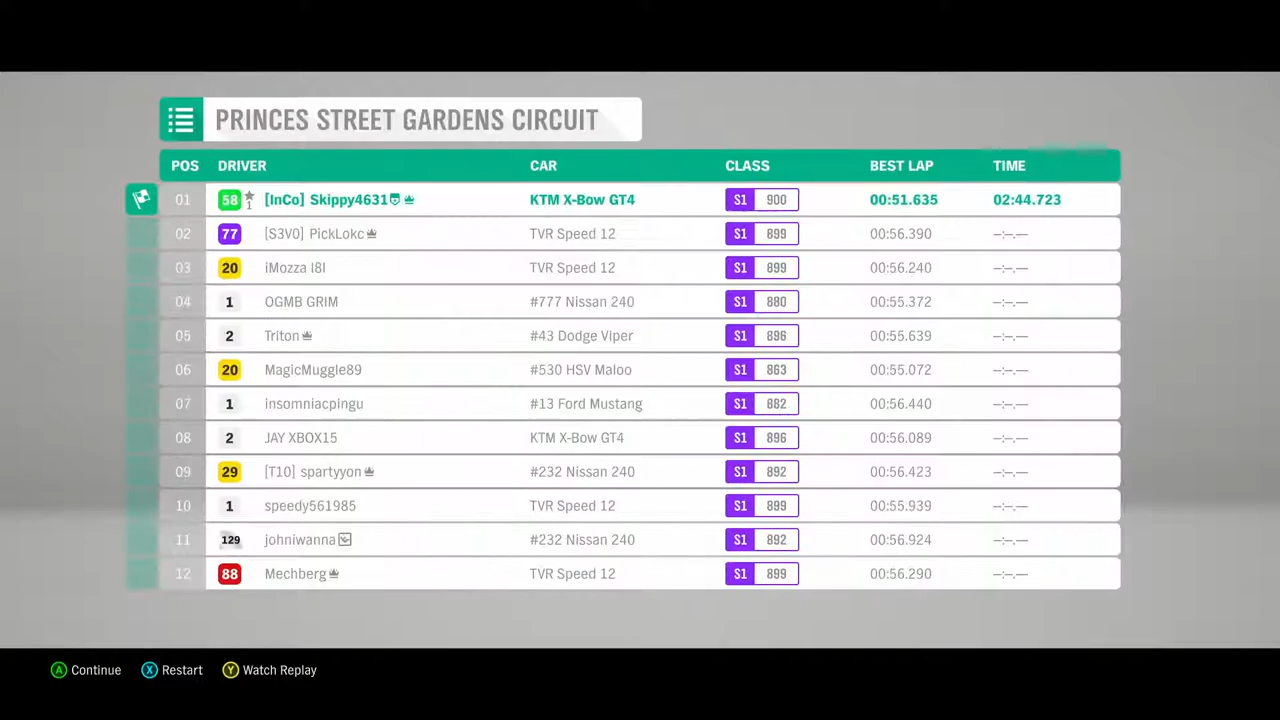 PRINCES STREET GARDENS CIRCUIT
POS DRIVER CAR CLASS BEST LAP TIME
01 58 1 [InCo] Skippy4631 KTM X-Bow GT4 S1 900 00:51.635 02:44.723
02 77 [S3V0] PickLokc TVR Speed 12 S1 899 00:56.390 --:--.---
03 20 iMozza i8I TVR Speed 12 S1 899 00:56.240 --:--.---
04 1 OGMB GRIM #777 Nissan 240 S1 880 00:55.372 --:--.---
05 2 Triton #43 Dodge Viper S1 896 00:55.639 --:--.---
06 20 MagicMuggle89 #530 HSV Maloo S1 863 00:55.072 --:--.---
07 1 insomniacpingu #13 Ford Mustang S1 882 00:56.440 --:--.---
08 2 JAY XBOX15 KTM X-Bow GT4 S1 896 00:56.089 --:--.---
09 29 [T10] spartyyon #232 Nissan 240 S1 892 00:56.423 --:--.---
10 1 speedy561985 TVR Speed 12 S1 899 00:55.939 --:--.---
11 129 johniwanna #232 Nissan 240 S1 892 00:56.924 --:--.---
12 88 Mechberg TVR Speed 12 S1 899 00:56.290 --:--.---
A Continue X Restart Y Watch Replay